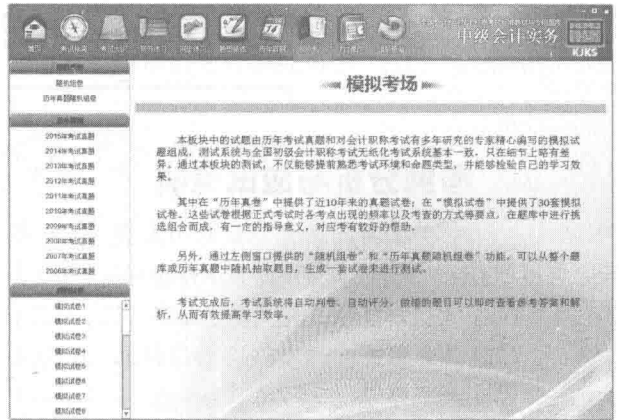 中级会计实务
KJKS
随机组卷
历年真题随机组卷
2015年考试真题
2014年考试真题
2013年考试真题
2012年考试真题
2011年考试真题
2010年考试真题
2009年考试真题
2008年考试真题
2007年考试真题
2006年考试真题
模拟试卷1
模拟试卷2
模拟试卷3
模拟试卷4
模拟试卷5
模拟试卷6
模拟试卷7
模拟试卷8
模拟考场
本板块中的试题由历年考试真题和对会计职称考试有多年研究的专家精心编写的模拟试
题组成，测试系统与全国初级会计职称考试无纸化考试系统基本一致，只在细节上略有差
异。通过本板块的测试，不仅能够提前熟悉考试环境和命题类型，并能够检验自己的学习效
果。
其中在“历年真卷”中提供了近10年来的真题试卷；在“模拟试卷”中提供了30套模拟
试卷。这些试卷根据正式考试时各考点出现的频率以及考查的方式等要点，在题库中进行挑
选组合而成，有一定的指导意义，对应考有较好的帮助。
另外，通过左侧窗口提供的“随机组卷”和“历年真题随机组卷”功能，可以从整个题
库或历年真题中随机抽取题目，生成一套试卷来进行测试。
考试完成后，考试系统将自动判卷、自动评分，做错的题目可以即时查看参考答案和解
析，从而有效提高学习效率。